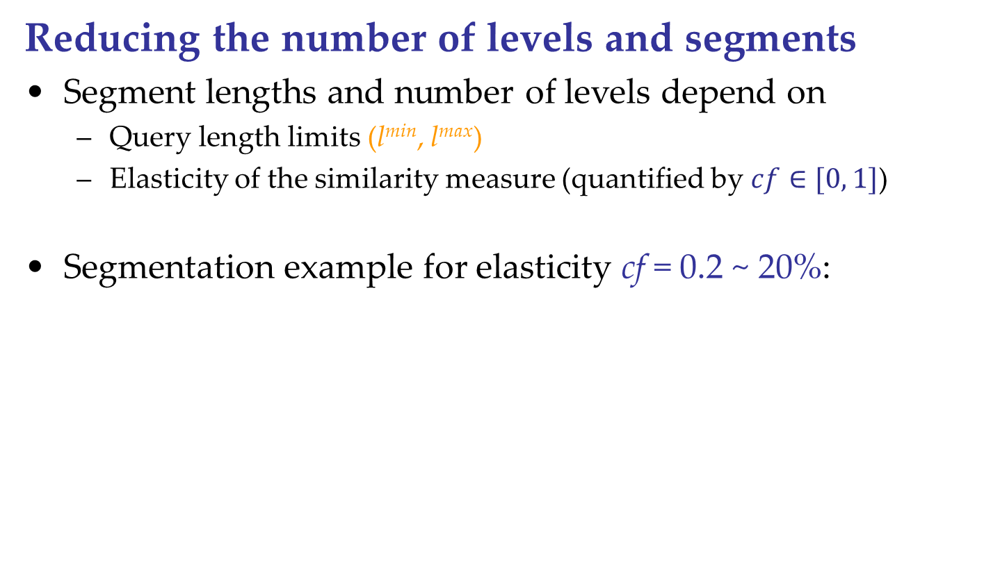 Reducing the number of levels and segments
• Segment lengths and number of levels depend on
– Query length limits (l^min, l^max)
– Elasticity of the similarity measure (quantified by cf ∈ [0, 1])
• Segmentation example for elasticity cf = 0.2 ~ 20%: